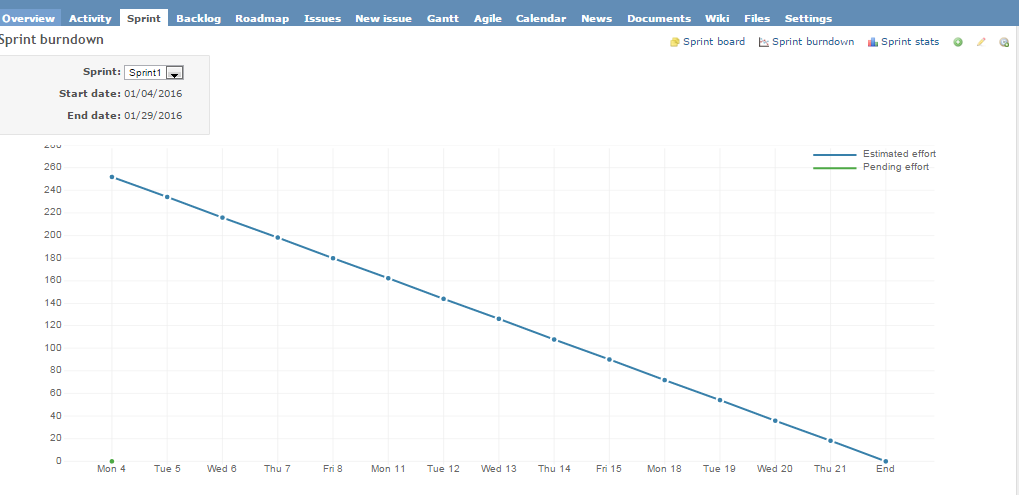 Overview Activity Sprint Backlog Roadmap Issues New issue Gantt Agile Calendar News Documents Wiki Files Settings
Sprint burndown
Sprint board Sprint burndown Sprint stats
Sprint: Sprint1
Start date: 01/04/2016
End date: 01/29/2016
Estimated effort
Pending effort
280
260
240
220
200
180
160
140
120
100
80
60
40
20
0
Mon 4 Tue 5 Wed 6 Thu 7 Fri 8 Mon 11 Tue 12 Wed 13 Thu 14 Fri 15 Mon 18 Tue 19 Wed 20 Thu 21 End